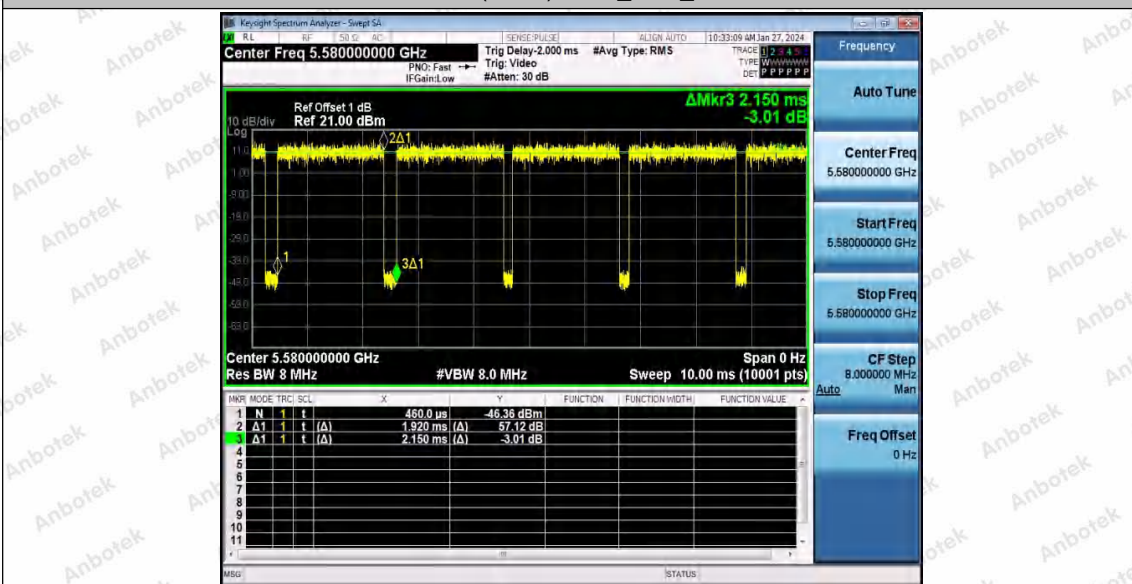 Keysight Spectrum Analyzer - Swept SA
RL RF 50 Ω AC SENSE:PULSE ALIGN AUTO 10:33:09 AM Jan 27, 2024
Center Freq 5.580000000 GHz
PNO: Fast
IFGain:Low
Trig Delay-2.000 ms
Trig: Video
#Atten: 30 dB
#Avg Type: RMS
TRACE 1 2 3 4 5 6
TYPE WWWWWW
DET P P P P P P
Ref Offset 1 dB
Ref 21.00 dBm
10 dB/div
Log
ΔMkr3 2.150 ms
-3.01 dB
11.0
1.00
-9.00
-19.0
-29.0
-39.0
-49.0
-59.0
-69.0
2Δ1
1
3Δ1
Center 5.580000000 GHz Span 0 Hz
Res BW 8 MHz #VBW 8.0 MHz Sweep 10.00 ms (10001 pts)
MKR MODE TRC SCL X Y FUNCTION FUNCTION WIDTH FUNCTION VALUE
1 N 1 t 460.0 µs -46.36 dBm
2 Δ1 1 t (Δ) 1.920 ms (Δ) 57.12 dB
3 Δ1 1 t (Δ) 2.150 ms (Δ) -3.01 dB
4
5
6
7
8
9
10
11
MSG STATUS
Frequency
Auto Tune
Center Freq
5.580000000 GHz
Start Freq
5.580000000 GHz
Stop Freq
5.580000000 GHz
CF Step
8.000000 MHz
Auto Man
Freq Offset
0 Hz
Anbotek